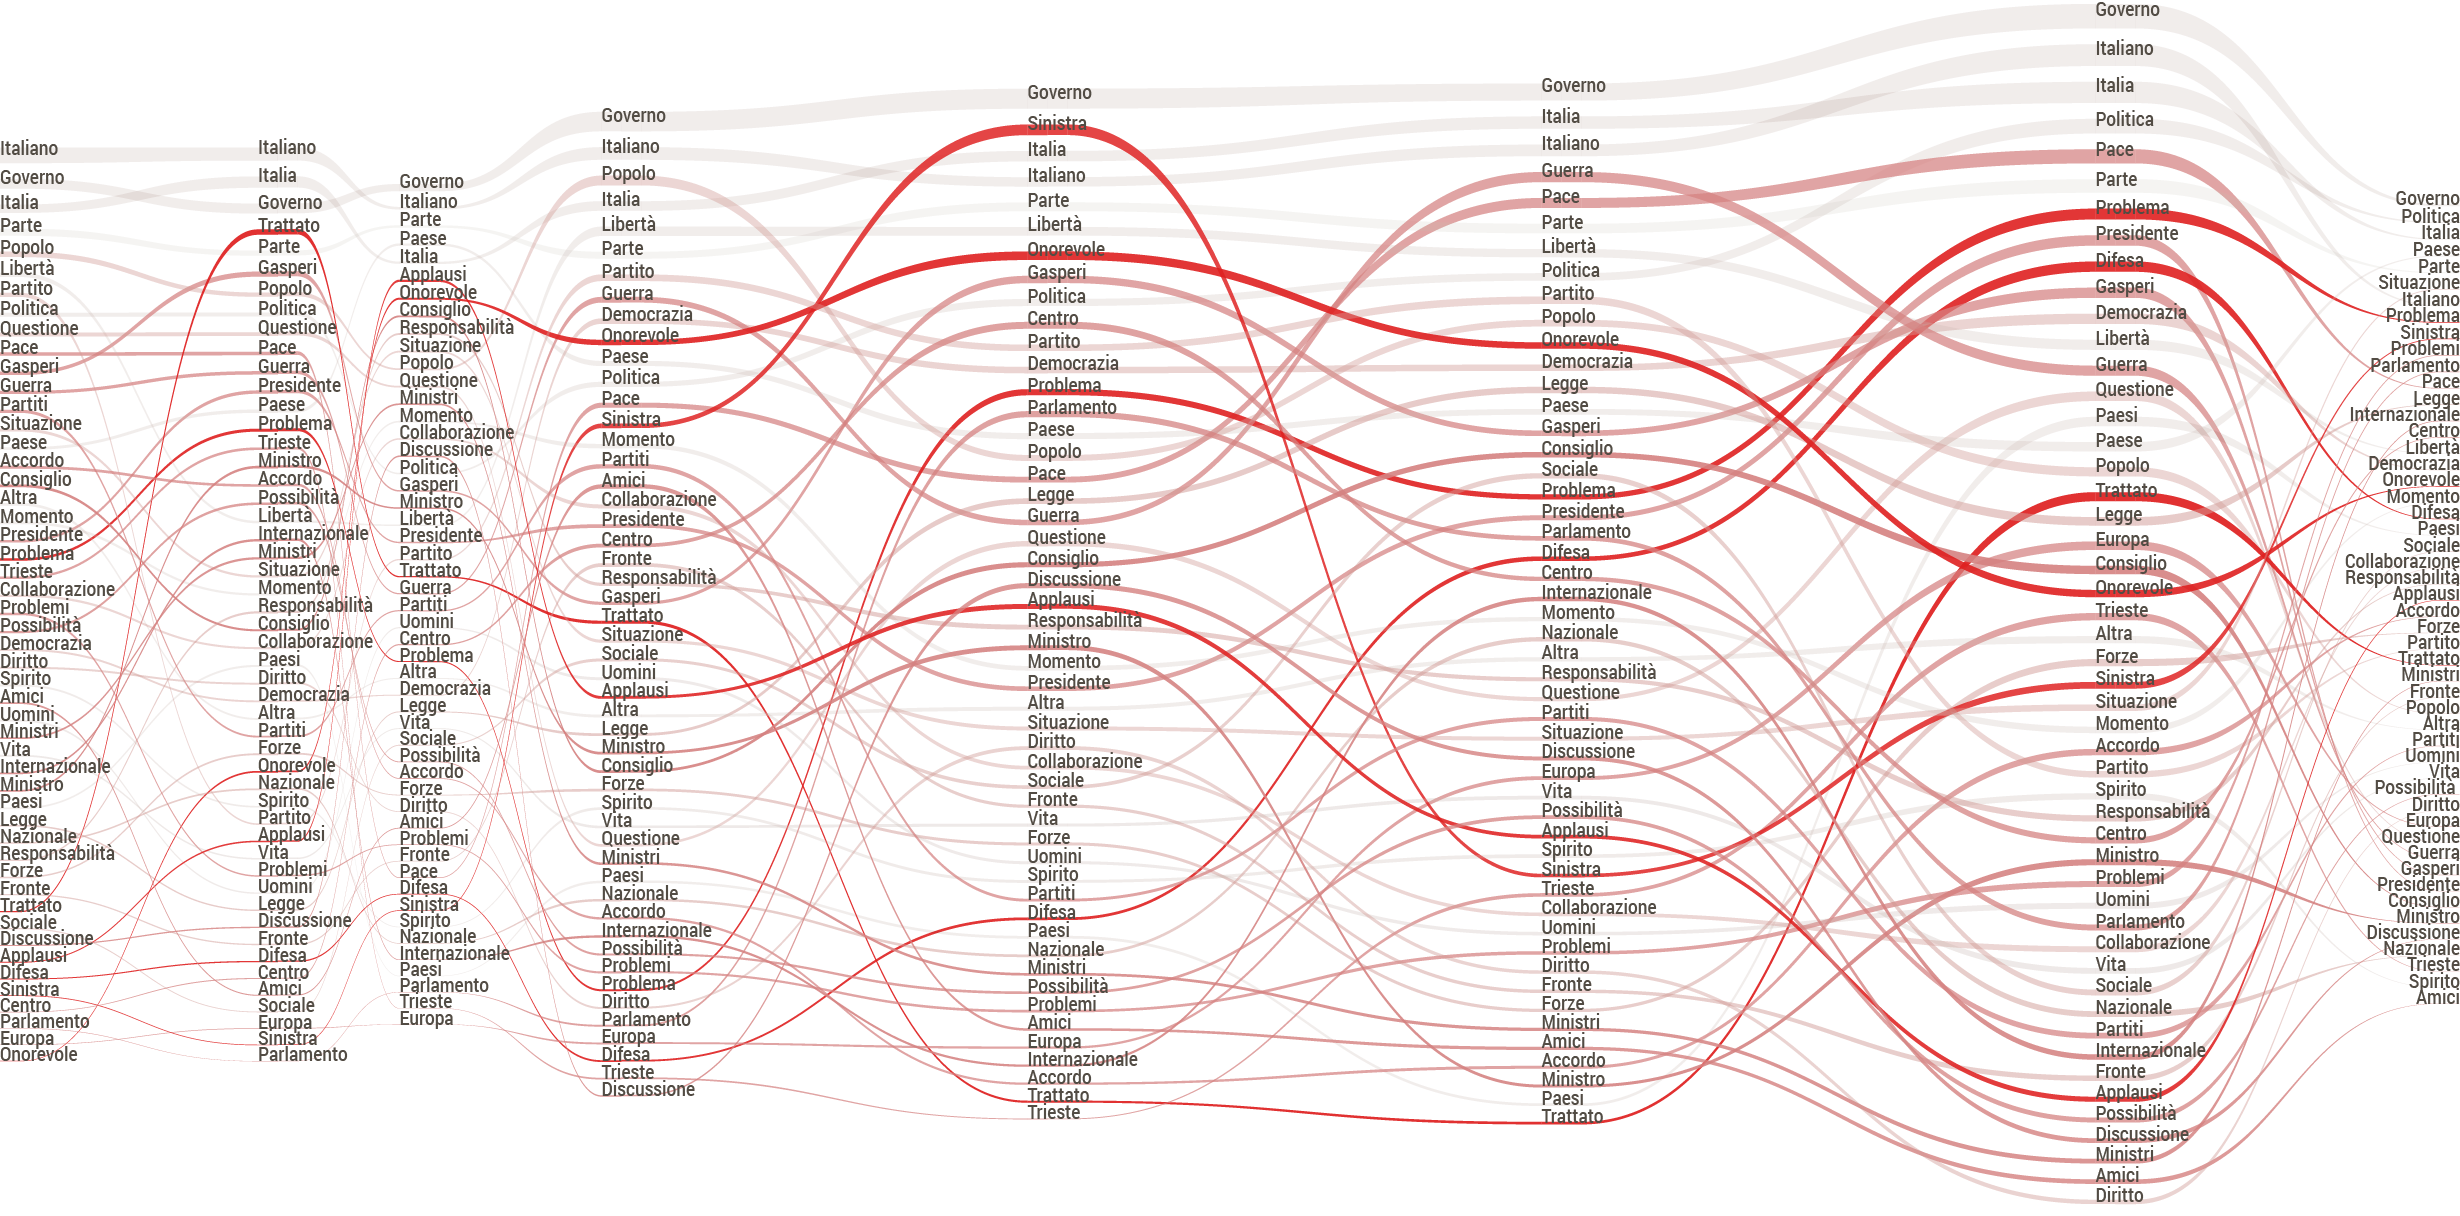 Italiano
Governo
Italia
Parte
Popolo
Libertà
Partito
Politica
Questione
Pace
Gasperi
Guerra
Partiti
Situazione
Paese
Accordo
Consiglio
Altra
Momento
Presidente
Problema
Trieste
Collaborazione
Problemi
Possibilità
Democrazia
Diritto
Spirito
Amici
Uomini
Ministri
Vita
Internazionale
Ministro
Paesi
Legge
Nazionale
Responsabilità
Forze
Fronte
Trattato
Sociale
Discussione
Applausi
Difesa
Sinistra
Centro
Parlamento
Europa
Onorevole
Italiano
Italia
Governo
Trattato
Parte
Gasperi
Popolo
Politica
Questione
Pace
Guerra
Presidente
Paese
Problema
Trieste
Ministro
Accordo
Possibilità
Libertà
Internazionale
Ministri
Situazione
Momento
Responsabilità
Consiglio
Collaborazione
Paesi
Diritto
Democrazia
Altra
Partiti
Forze
Onorevole
Nazionale
Spirito
Partito
Applausi
Vita
Problemi
Uomini
Legge
Discussione
Fronte
Difesa
Centro
Amici
Sociale
Europa
Sinistra
Parlamento
Governo
Italiano
Parte
Paese
Italia
Applausi
Onorevole
Consiglio
Responsabilità
Situazione
Popolo
Questione
Ministri
Momento
Collaborazione
Discussione
Politica
Gasperi
Ministro
Libertà
Presidente
Partito
Trattato
Guerra
Partiti
Uomini
Centro
Problema
Altra
Democrazia
Legge
Vita
Sociale
Possibilità
Accordo
Forze
Diritto
Amici
Problemi
Fronte
Pace
Difesa
Sinistra
Spirito
Nazionale
Internazionale
Paesi
Parlamento
Trieste
Europa
Governo
Italiano
Popolo
Italia
Libertà
Parte
Partito
Guerra
Democrazia
Onorevole
Paese
Politica
Pace
Sinistra
Momento
Partiti
Amici
Collaborazione
Presidente
Centro
Fronte
Responsabilità
Gasperi
Trattato
Situazione
Sociale
Uomini
Applausi
Altra
Legge
Ministro
Consiglio
Forze
Spirito
Vita
Questione
Ministri
Paesi
Nazionale
Accordo
Internazionale
Possibilità
Problemi
Problema
Diritto
Parlamento
Europa
Difesa
Trieste
Discussione
Governo
Sinistra
Italia
Italiano
Parte
Libertà
Onorevole
Gasperi
Politica
Centro
Partito
Democrazia
Problema
Parlamento
Paese
Popolo
Pace
Legge
Guerra
Questione
Consiglio
Discussione
Applausi
Responsabilità
Ministro
Momento
Presidente
Altra
Situazione
Diritto
Collaborazione
Sociale
Fronte
Vita
Forze
Uomini
Spirito
Partiti
Difesa
Paesi
Nazionale
Ministri
Possibilità
Problemi
Amici
Europa
Internazionale
Accordo
Trattato
Trieste
Governo
Italia
Italiano
Guerra
Pace
Parte
Libertà
Politica
Partito
Popolo
Onorevole
Democrazia
Legge
Paese
Gasperi
Consiglio
Sociale
Problema
Presidente
Parlamento
Difesa
Centro
Internazionale
Momento
Nazionale
Altra
Responsabilità
Questione
Partiti
Situazione
Discussione
Europa
Vita
Possibilità
Applausi
Spirito
Sinistra
Trieste
Collaborazione
Uomini
Problemi
Diritto
Fronte
Forze
Ministri
Amici
Accordo
Ministro
Paesi
Trattato
Governo
Italiano
Italia
Politica
Pace
Parte
Problema
Presidente
Difesa
Gasperi
Democrazia
Libertà
Guerra
Questione
Paesi
Paese
Popolo
Trattato
Legge
Europa
Consiglio
Onorevole
Trieste
Altra
Forze
Sinistra
Situazione
Momento
Accordo
Partito
Spirito
Responsabilità
Centro
Ministro
Problemi
Uomini
Parlamento
Collaborazione
Vita
Sociale
Nazionale
Partiti
Internazionale
Fronte
Applausi
Possibilità
Discussione
Ministri
Amici
Diritto
Governo
Politica
Italia
Paese
Parte
Situazione
Italiano
Problema
Sinistra
Problemi
Parlamento
Pace
Legge
Internazionale
Centro
Libertà
Democrazia
Onorevole
Momento
Difesa
Paesi
Sociale
Collaborazione
Responsabilità
Applausi
Accordo
Forze
Partito
Trattato
Ministri
Fronte
Popolo
Altra
Partiti
Uomini
Vita
Possibilità
Diritto
Europa
Questione
Guerra
Gasperi
Presidente
Consiglio
Ministro
Discussione
Nazionale
Trieste
Spirito
Amici